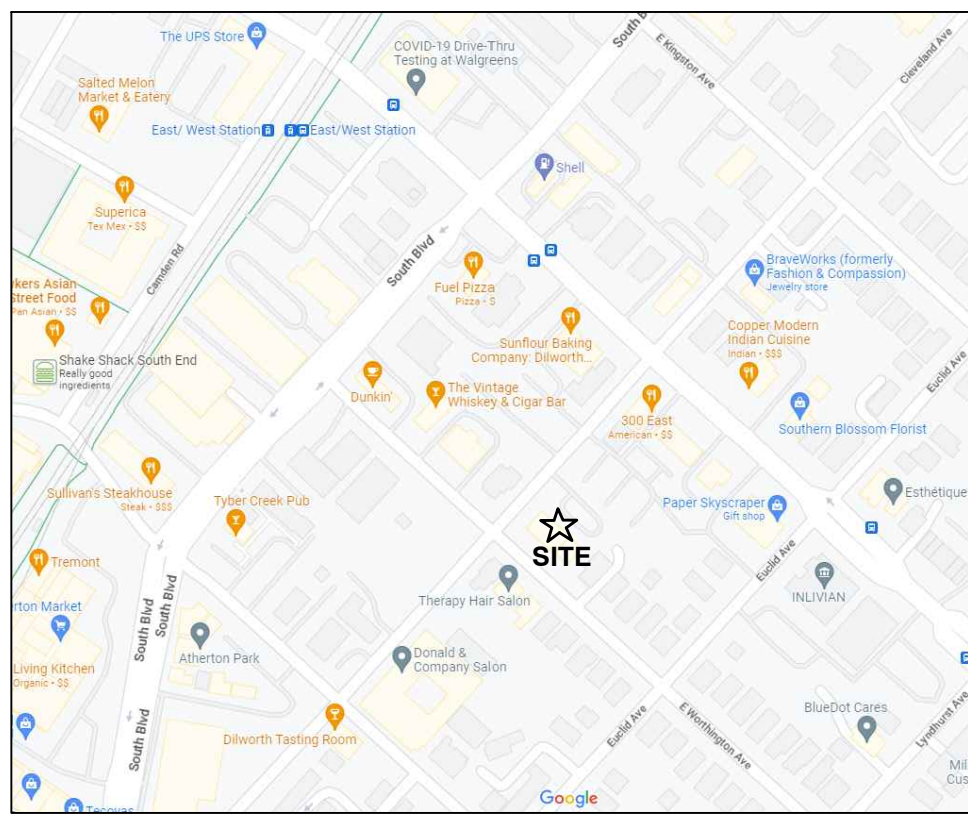 The UPS Store
COVID-19 Drive-Thru
Testing at Walgreens
South B
E Kingston Ave
Cleveland Ave
Salted Melon
Market & Eatery
East/ West Station
East/West Station
Shell
Superica
Tex Mex • $$
Camden Rd
South Blvd
Fuel Pizza
Pizza • $
BraveWorks (formerly
Fashion & Compassion)
Jewelry store
kers Asian
Street Food
Pan Asian • $$
Sunflour Baking
Company: Dilworth...
Copper Modern
Indian Cuisine
Indian • $$$
Shake Shack South End
Really good
ingredients
Dunkin'
The Vintage
Whiskey & Cigar Bar
Euclid Ave
300 East
American • $$
Southern Blossom Florist
Sullivan's Steakhouse
Steak • $$$
Tyber Creek Pub
Paper Skyscraper
Gift shop
Esthétique
SITE
Tremont
Euclid Ave
INLIVIAN
Therapy Hair Salon
rton Market
South Blvd
South Blvd
Atherton Park
Donald &
Company Salon
Living Kitchen
Organic • $$
BlueDot Cares
Lyndhurst Ave
Euclid Ave
E Worthington Ave
South Blvd
Dilworth Tasting Room
Mil
Cus
Google
Tecovas